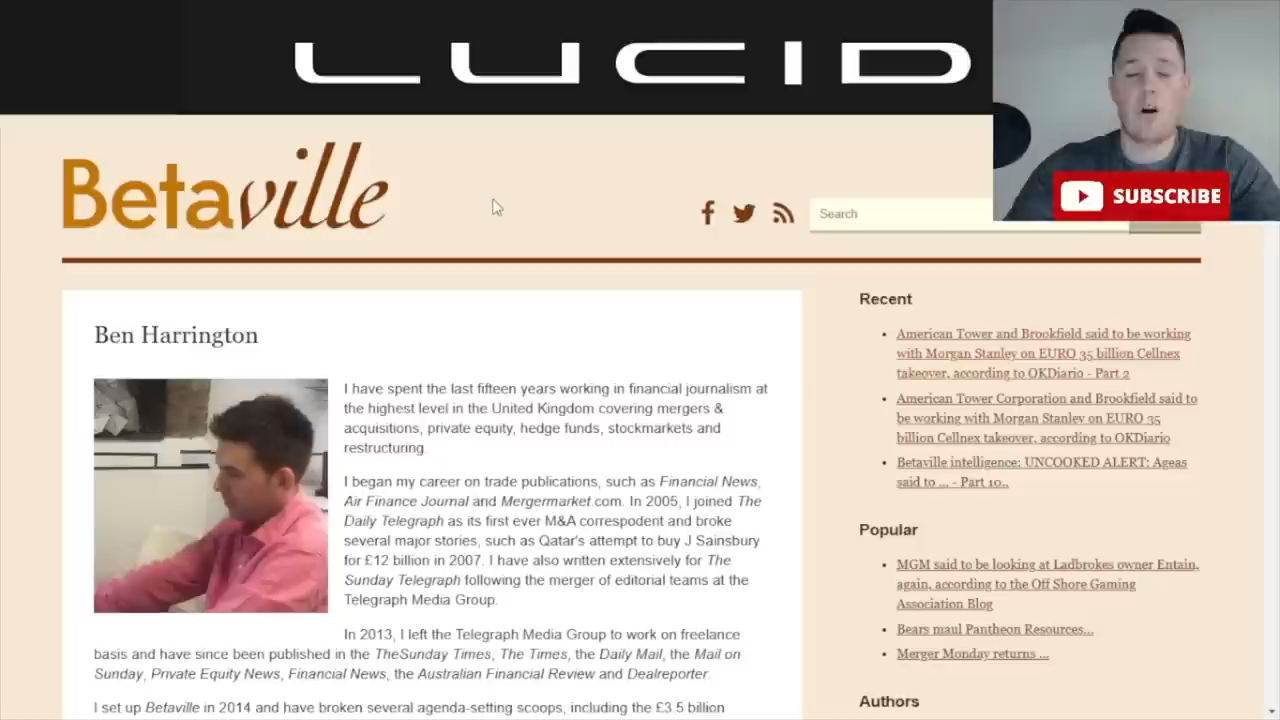 LUCID
Betaville
Search
SUBSCRIBE
Ben Harrington
I have spent the last fifteen years working in financial journalism at
the highest level in the United Kingdom covering mergers &
acquisitions, private equity, hedge funds, stockmarkets and
restructuring.
I began my career on trade publications, such as Financial News,
Air Finance Journal and Mergermarket.com. In 2005, I joined The
Daily Telegraph as its first ever M&A correspodent and broke
several major stories, such as Qatar's attempt to buy J Sainsbury
for £12 billion in 2007. I have also written extensively for The
Sunday Telegraph following the merger of editorial teams at the
Telegraph Media Group.
In 2013, I left the Telegraph Media Group to work on freelance
basis and have since been published in the TheSunday Times, The Times, the Daily Mail, the Mail on
Sunday, Private Equity News, Financial News, the Australian Financial Review and Dealreporter.
I set up Betaville in 2014 and have broken several agenda-setting scoops, including the £3.5 billion
Recent
American Tower and Brookfield said to be working
with Morgan Stanley on EURO 35 billion Cellnex
takeover, according to OKDiario - Part 2
American Tower Corporation and Brookfield said to
be working with Morgan Stanley on EURO 35
billion Cellnex takeover, according to OKDiario
Betaville intelligence: UNCOOKED ALERT: Ageas
said to ... - Part 10..
Popular
MGM said to be looking at Ladbrokes owner Entain,
again, according to the Off Shore Gaming
Association Blog
Bears maul Pantheon Resources...
Merger Monday returns ...
Authors